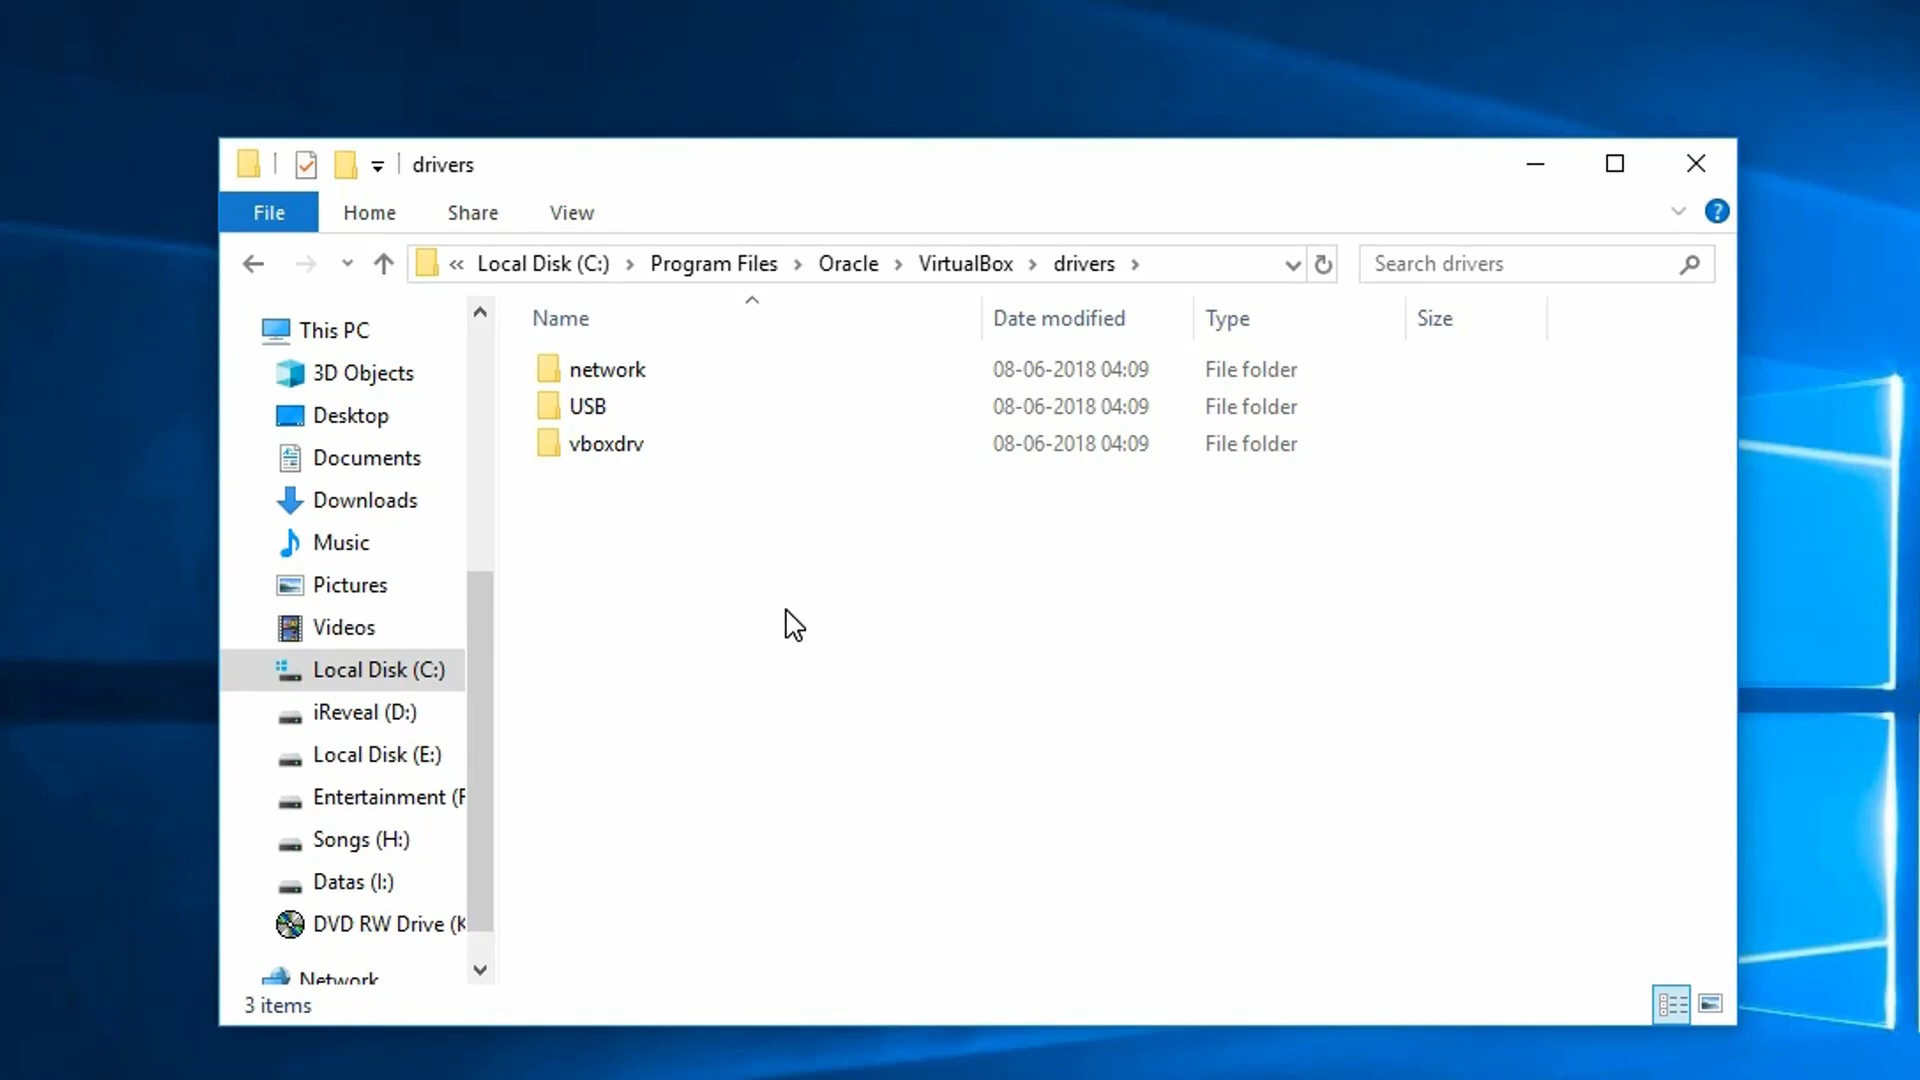 drivers
File Home Share View
« Local Disk (C:) › Program Files › Oracle › VirtualBox › drivers ›
Search drivers
This PC
3D Objects
Desktop
Documents
Downloads
Music
Pictures
Videos
Local Disk (C:)
iReveal (D:)
Local Disk (E:)
Entertainment (F
Songs (H:)
Datas (I:)
DVD RW Drive (K
Network
Name Date modified Type Size
network 08-06-2018 04:09 File folder
USB 08-06-2018 04:09 File folder
vboxdrv 08-06-2018 04:09 File folder
3 items